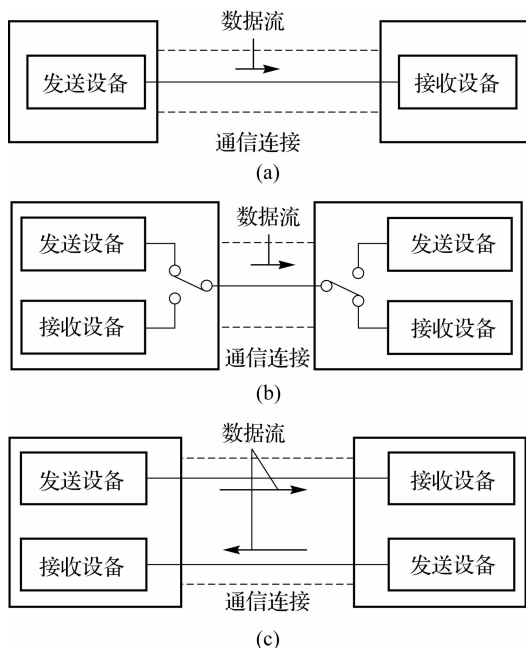 数据流
发送设备
接收设备
通信连接
(a)
数据流
发送设备
发送设备
接收设备
接收设备
通信连接
(b)
数据流
发送设备
接收设备
接收设备
发送设备
通信连接
(c)